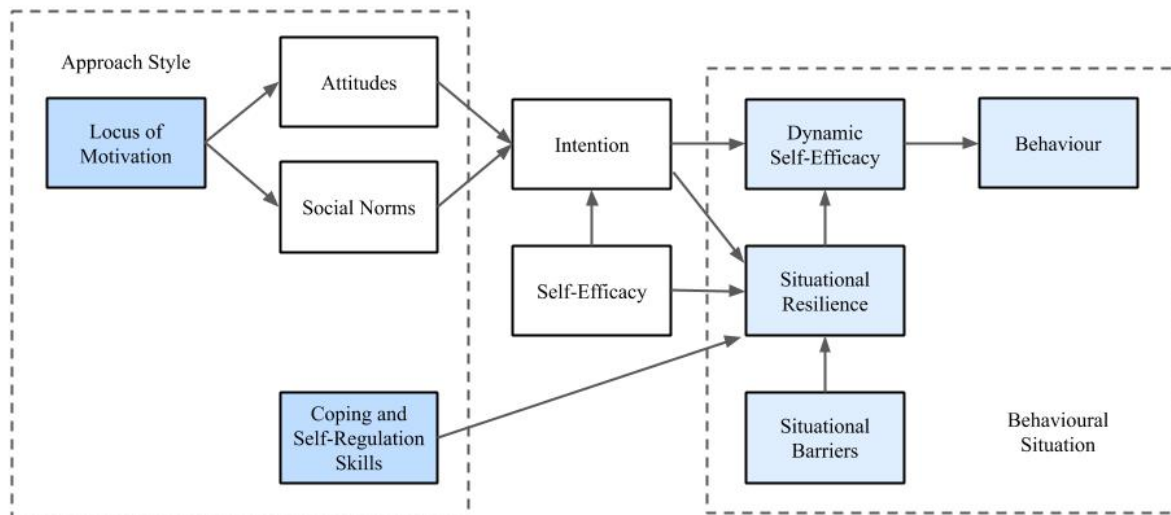 Approach Style
Locus of
Motivation
Attitudes
Social Norms
Coping and
Self-Regulation
Skills
Intention
Self-Efficacy
Dynamic
Self-Efficacy
Behaviour
Situational
Resilience
Situational
Barriers
Behavioural
Situation